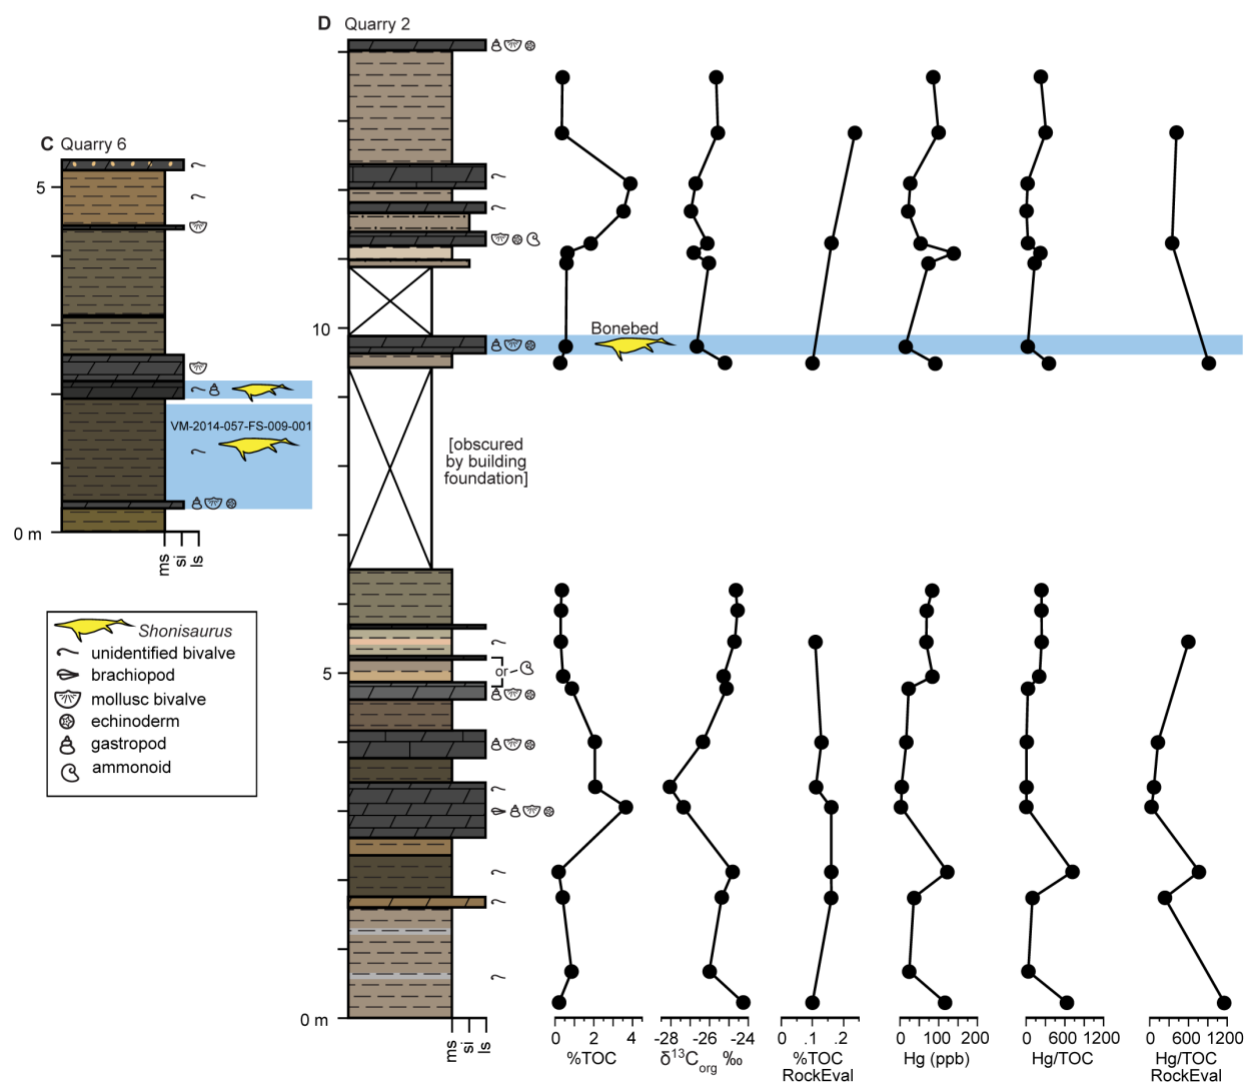 D Quarry 2
C Quarry 6
5
10
Bonebed
VM-2014-057-FS-009-001
[obscured
by building
foundation]
0 m
ms
si
ls
Shonisaurus
unidentified bivalve
brachiopod
mollusc bivalve
echinoderm
gastropod
ammonoid
or
5
0 m
ms
si
ls
0 2 4
%TOC
-28 -26 -24
δ¹³Corg ‰
0 .1 .2
%TOC
RockEval
0 100 200
Hg (ppb)
0 600 1200
Hg/TOC
0 600 1200
Hg/TOC
RockEval